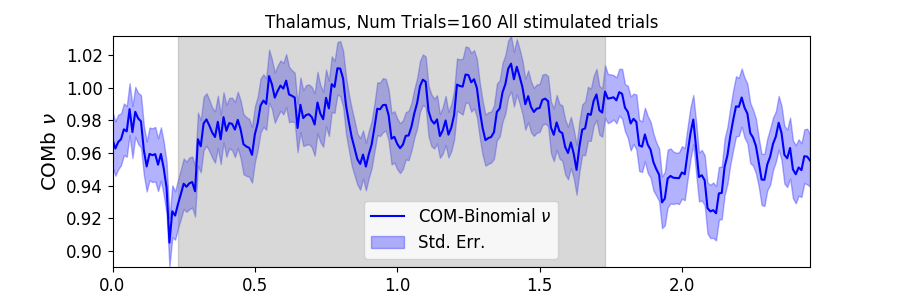 Thalamus, Num Trials=160 All stimulated trials
1.02
1.00
0.98
0.96
0.94
0.92
0.90
COMb ν
COM-Binomial ν
Std. Err.
0.0 0.5 1.0 1.5 2.0